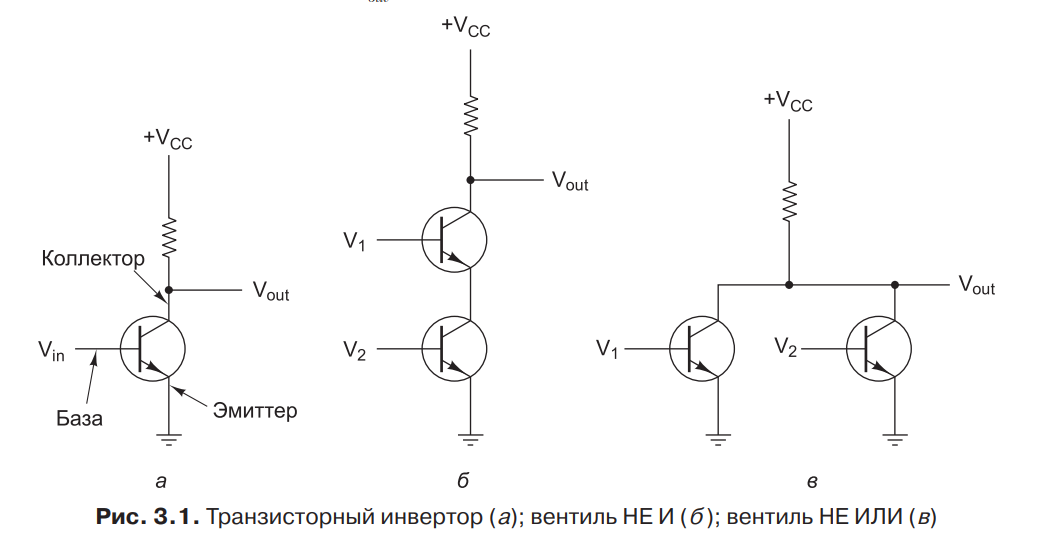 out
+VCC
+VCC
+VCC
Vout
Коллектор
V1
Vout
Vout
Vin
V2
V1
V2
База
Эмиттер
а
б
в
Рис. 3.1. Транзисторный инвертор (а); вентиль НЕ И (б); вентиль НЕ ИЛИ (в)